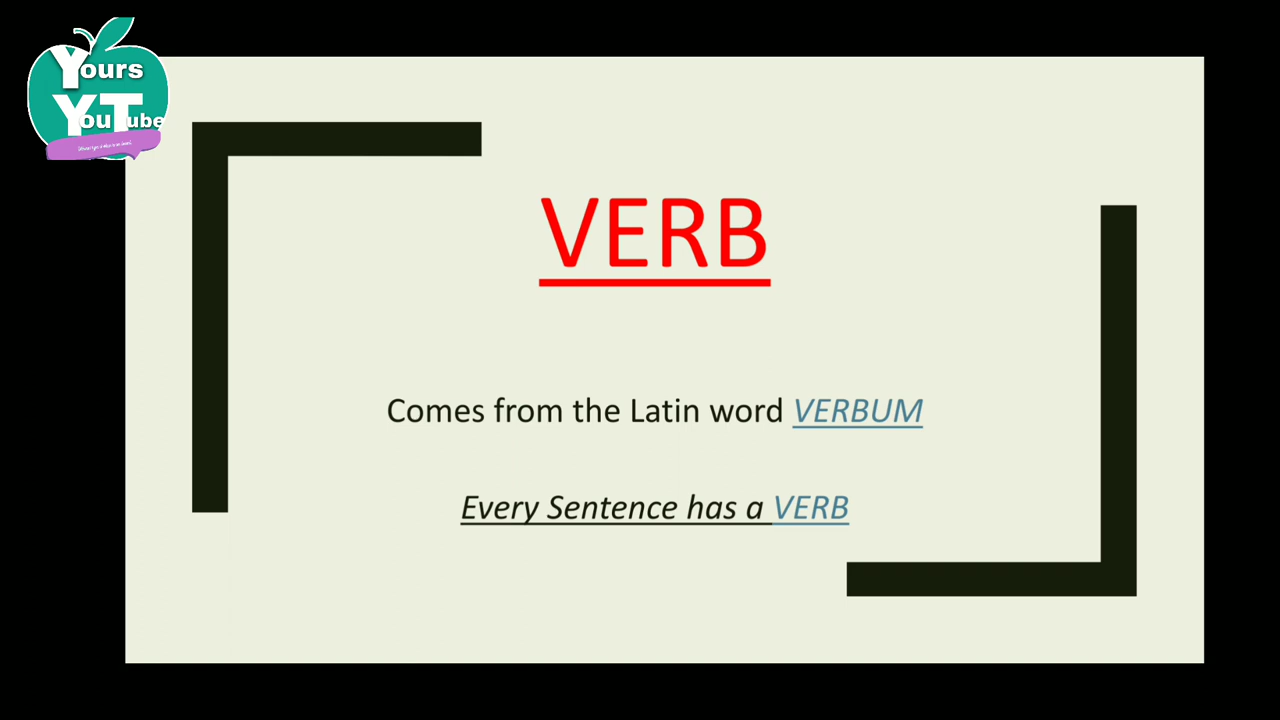 Yours
YouTube
VERB
Comes from the Latin word VERBUM
Every Sentence has a VERB